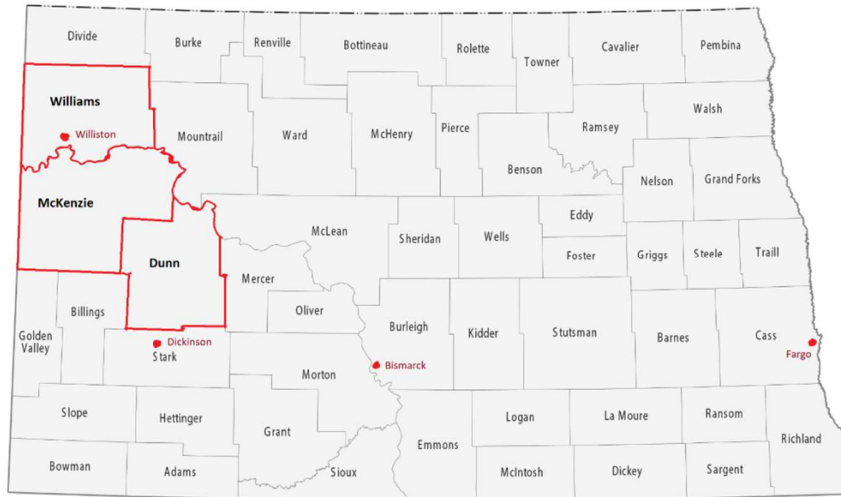 Divide
Burke
Renville
Bottineau
Rolette
Towner
Cavalier
Pembina
Williams
Williston
Mountrail
Ward
McHenry
Pierce
Benson
Ramsey
Walsh
Nelson
Grand Forks
McKenzie
Dunn
McLean
Sheridan
Wells
Eddy
Foster
Griggs
Steele
Traill
Mercer
Oliver
Golden
Valley
Billings
Dickinson
Stark
Morton
Burleigh
Bismarck
Kidder
Stutsman
Barnes
Cass
Fargo
Slope
Hettinger
Grant
Sioux
Emmons
Logan
La Moure
Ransom
Richland
Bowman
Adams
McIntosh
Dickey
Sargent